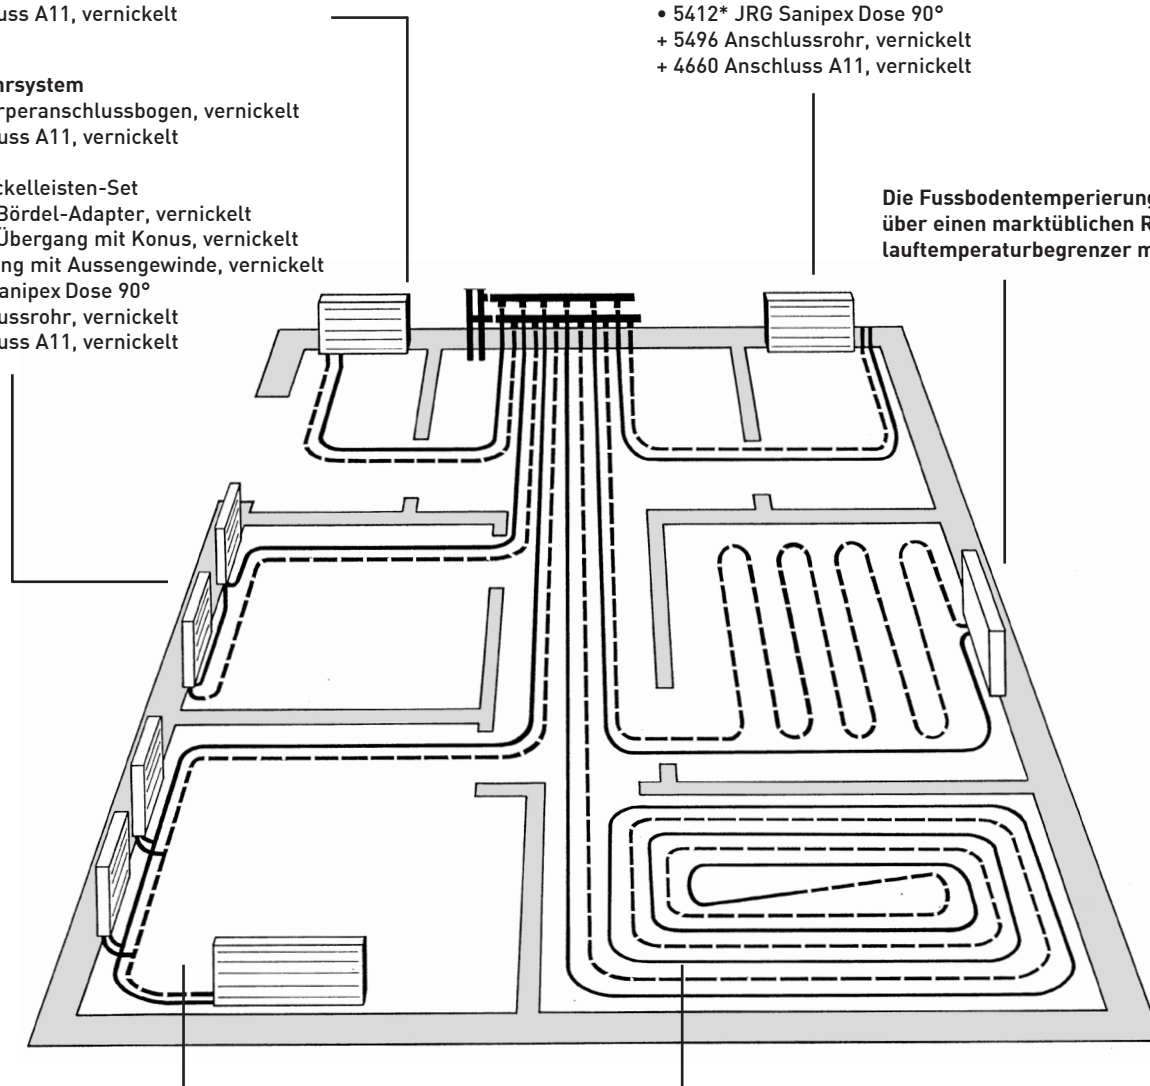 uss A11, vernickelt
hrsystem
rperanschlussbogen, vernickelt
uss A11, vernickelt
ckelleisten-Set
Bördel-Adapter, vernickelt
Übergang mit Konus, vernickelt
ng mit Aussengewinde, vernickelt
anipex Dose 90°
ussrohr, vernickelt
uss A11, vernickelt
• 5412* JRG Sanipex Dose 90°
+ 5496 Anschlussrohr, vernickelt
+ 4660 Anschluss A11, vernickelt
Die Fussbodentemperierung
über einen marktüblichen R
lauftemperaturbegrenzer m